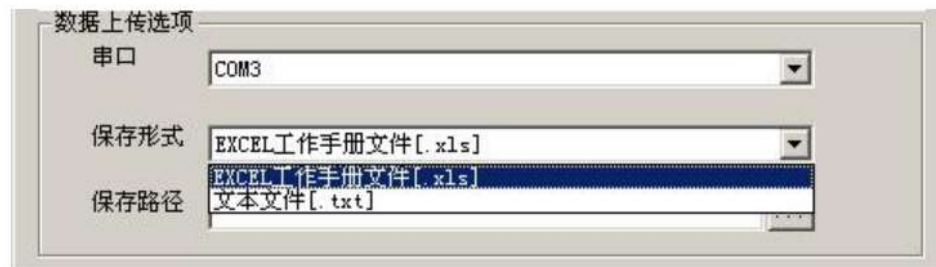 数据上传选项
串口
COM3
保存形式
EXCEL工作手册文件[.xls]
EXCEL工作手册文件[.xls]
保存路径
文本文件[.txt]
...